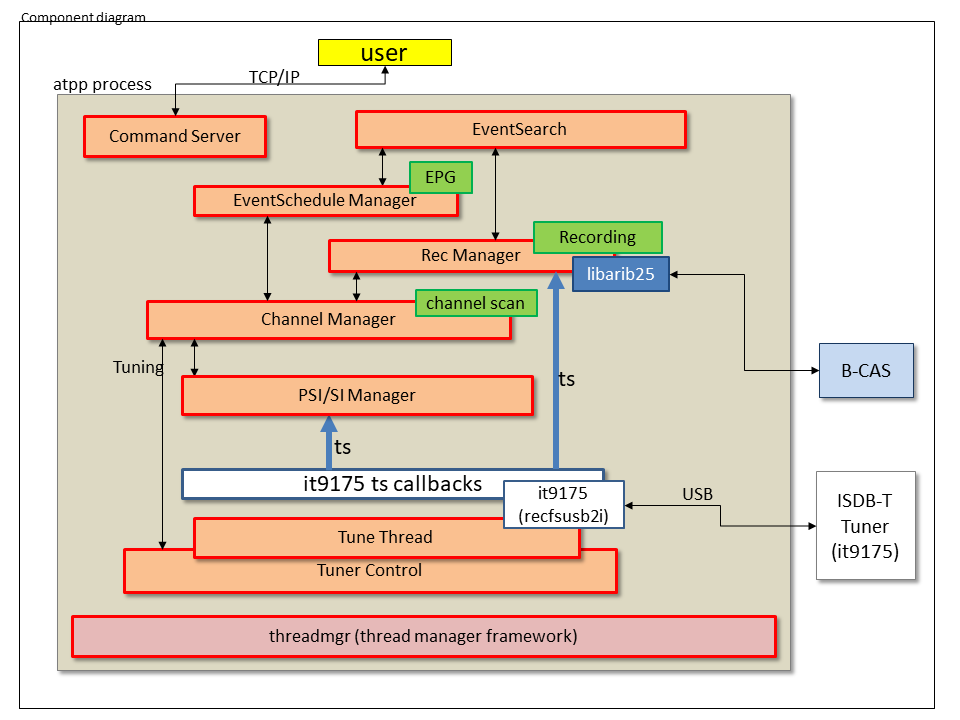 Component diagram
user
TCP/IP
atpp process
Command Server
EventSearch
EPG
EventSchedule Manager
Recording
Rec Manager
libarib25
channel scan
Channel Manager
B-CAS
Tuning
ts
PSI/SI Manager
ts
it9175 ts callbacks
it9175
(recfsusb2i)
USB
ISDB-T
Tuner
(it9175)
Tune Thread
Tuner Control
threadmgr (thread manager framework)